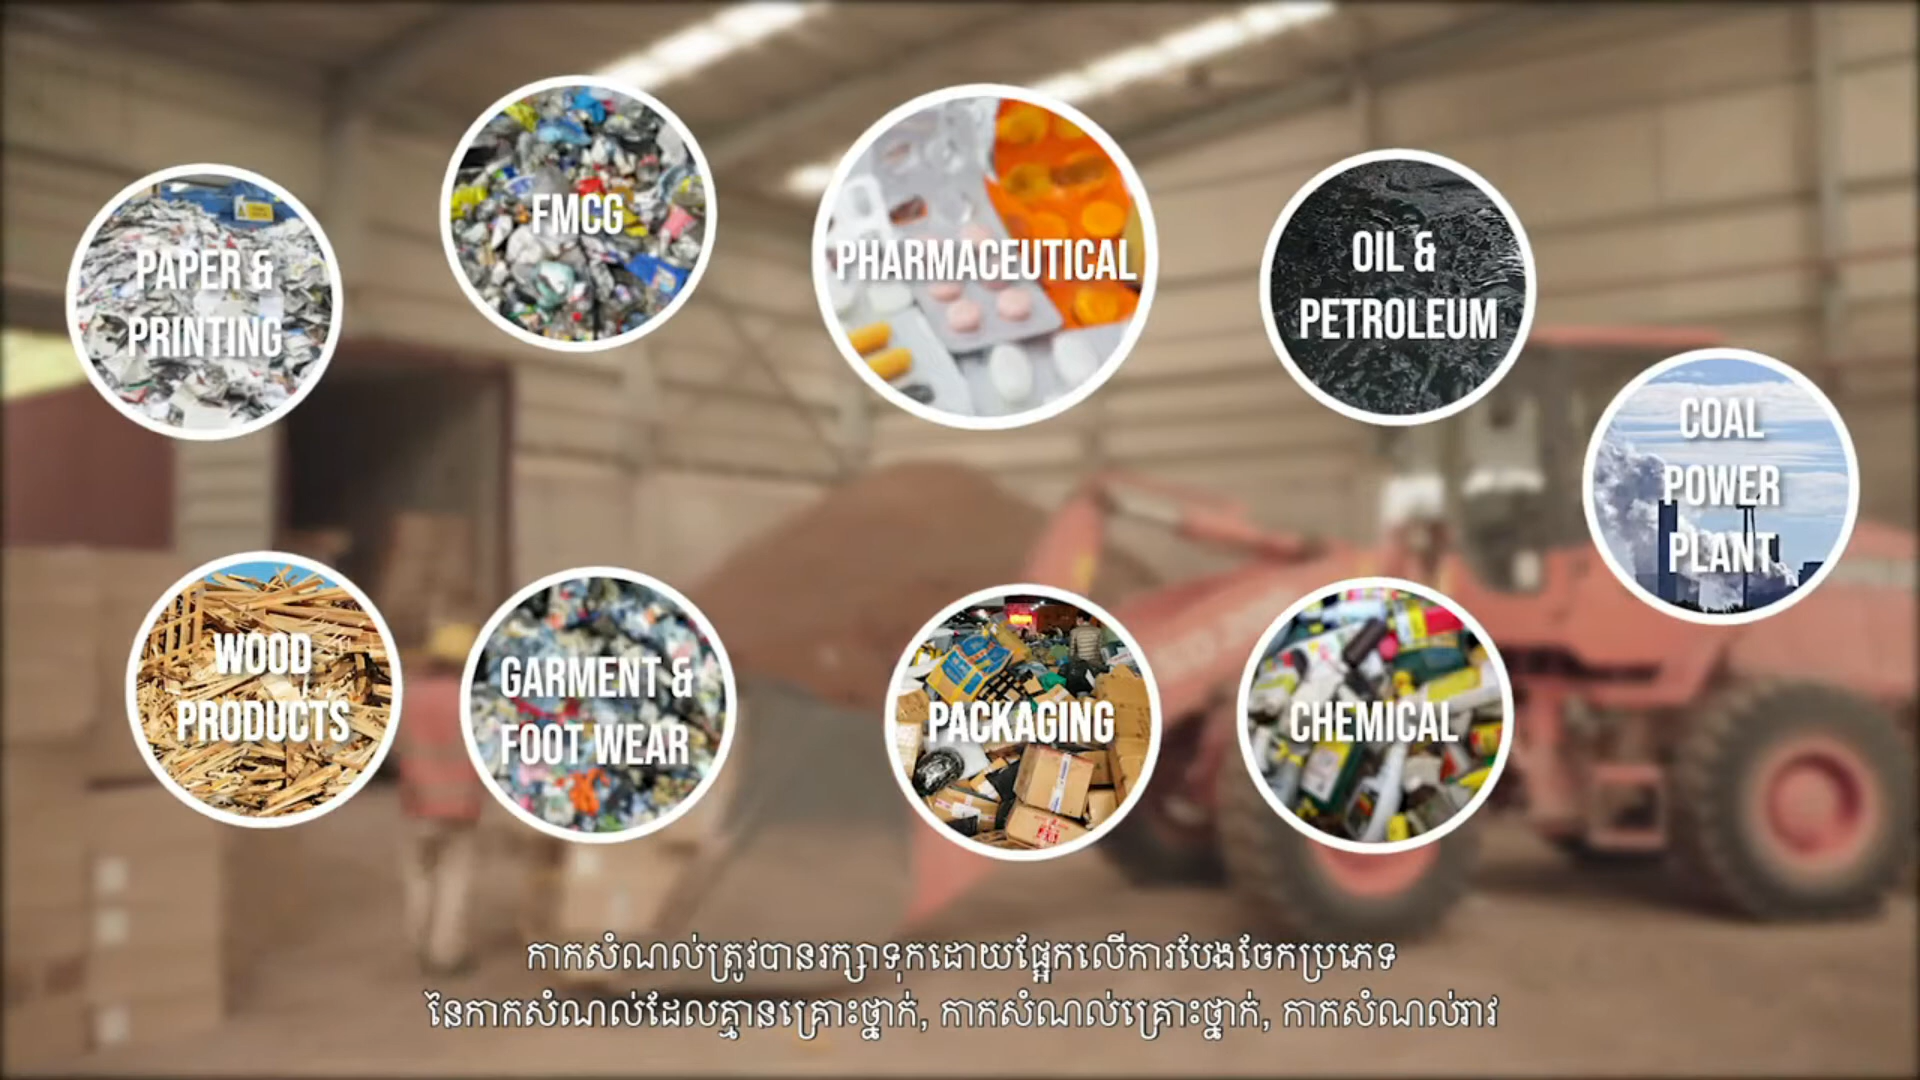 FMCG
PHARMACEUTICAL
PAPER &
PRINTING
OIL &
PETROLEUM
COAL
POWER
PLANT
WOOD
PRODUCTS
GARMENT &
FOOT WEAR
PACKAGING
CHEMICAL
កាកសំណល់ត្រូវបានរក្សាទុកដោយផ្អែកលើការបែងចែកប្រភេទ
នៃកាកសំណល់ដែលគ្មានគ្រោះថ្នាក់, កាកសំណល់គ្រោះថ្នាក់, កាកសំណល់រាវ